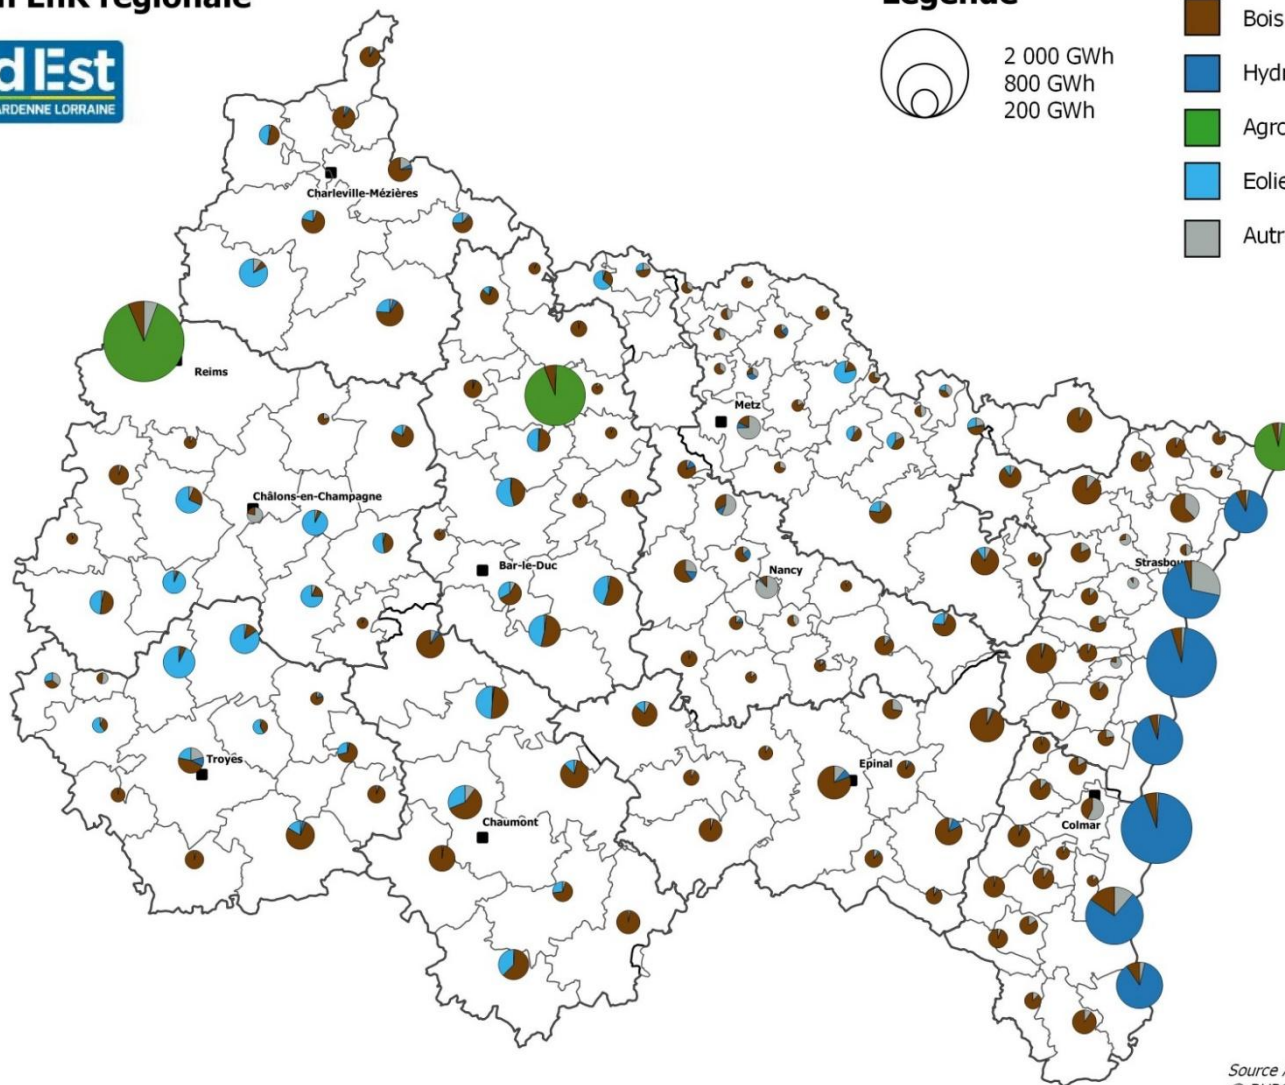 EnR régionale
d Est
ARDENNE LORRAINE
Légende
2 000 GWh
800 GWh
200 GWh
Bois
Hydr
Agro
Eolie
Autr
Charleville-Mézières
Reims
Metz
Châlons-en-Champagne
Bar-le-Duc
Nancy
Strasbou
Troyes
Epinal
Chaumont
Colmar
Source